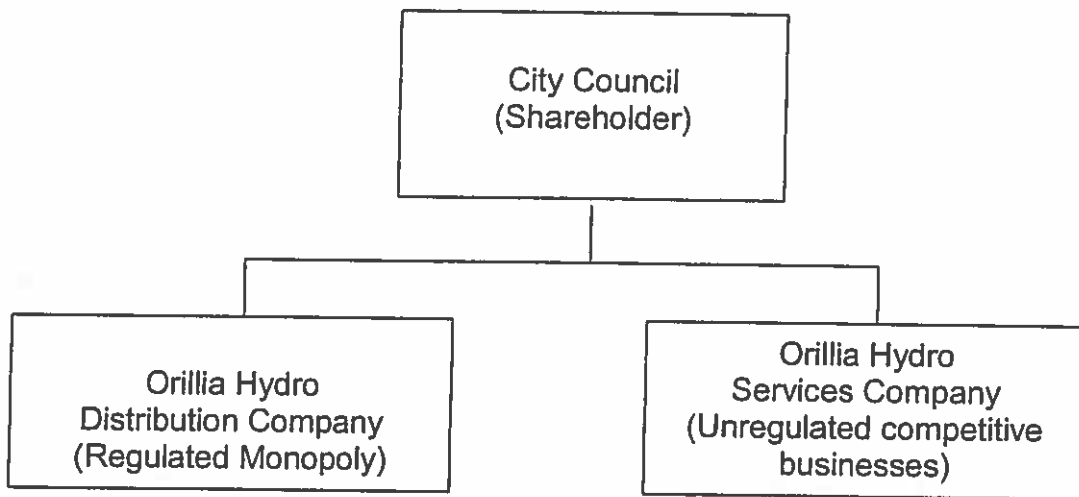 City Council
(Shareholder)
Orillia Hydro
Distribution Company
(Regulated Monopoly)
Orillia Hydro
Services Company
(Unregulated competitive
businesses)